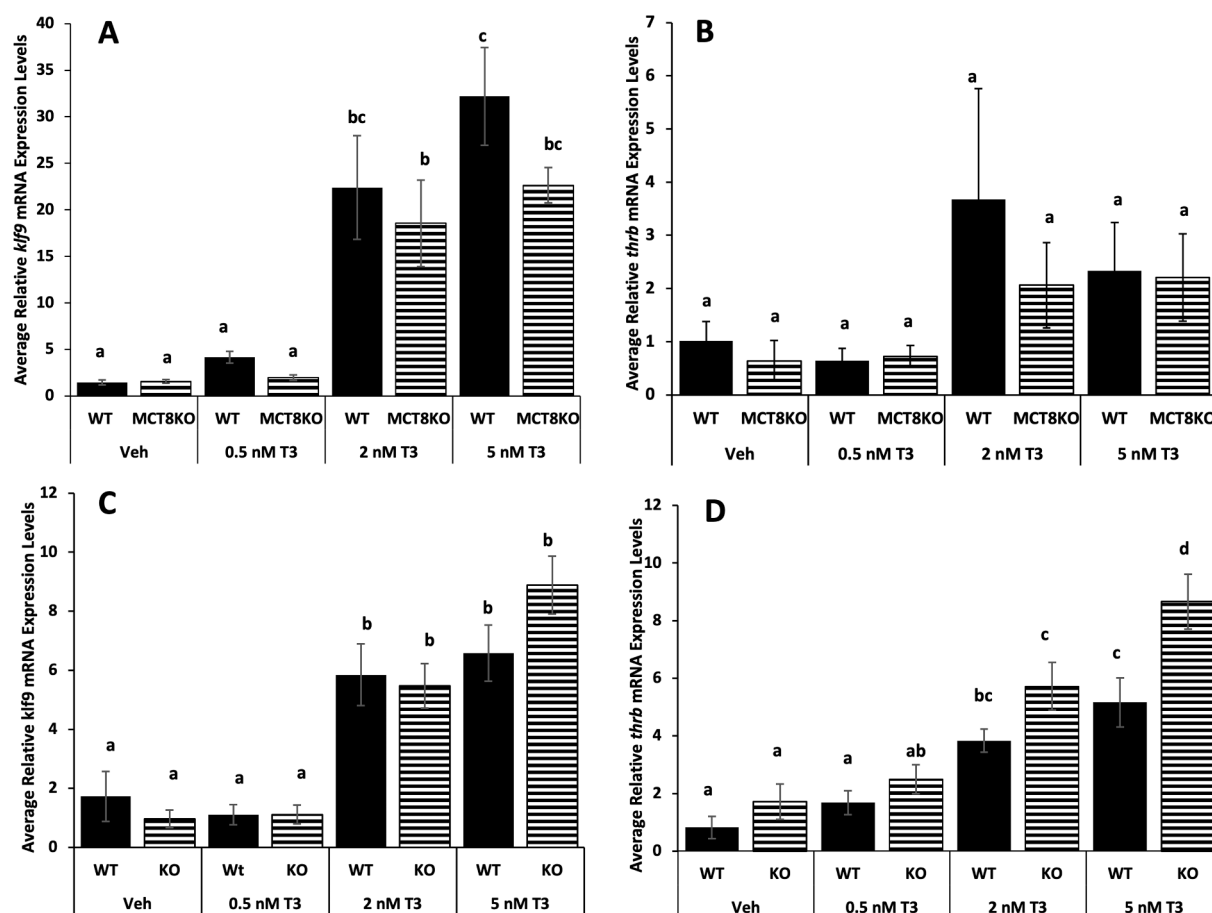 A
Average Relative klf9 mRNA Expression Levels
40
35
30
25
20
15
10
5
0
a
a
a
a
bc
b
c
bc
WT MCT8KO WT MCT8KO WT MCT8KO WT MCT8KO
Veh 0.5 nM T3 2 nM T3 5 nM T3
B
Average Relative thrb mRNA Expression Levels
7
6
5
4
3
2
1
0
a
a
a
a
a
a
a
a
WT MCT8KO WT MCT8KO WT MCT8KO WT MCT8KO
Veh 0.5 nM T3 2 nM T3 5 nM T3
C
Average Relative klf9 mRNA Expression Levels
12
10
8
6
4
2
0
a
a
a
a
b
b
b
b
WT KO Wt KO WT KO WT KO
Veh 0.5 nM T3 2 nM T3 5 nM T3
D
Average Relative thrb mRNA Expression Levels
12
10
8
6
4
2
0
a
a
a
ab
bc
c
c
d
WT KO WT KO WT KO WT KO
Veh 0.5 nM T3 2 nM T3 5 nM T3